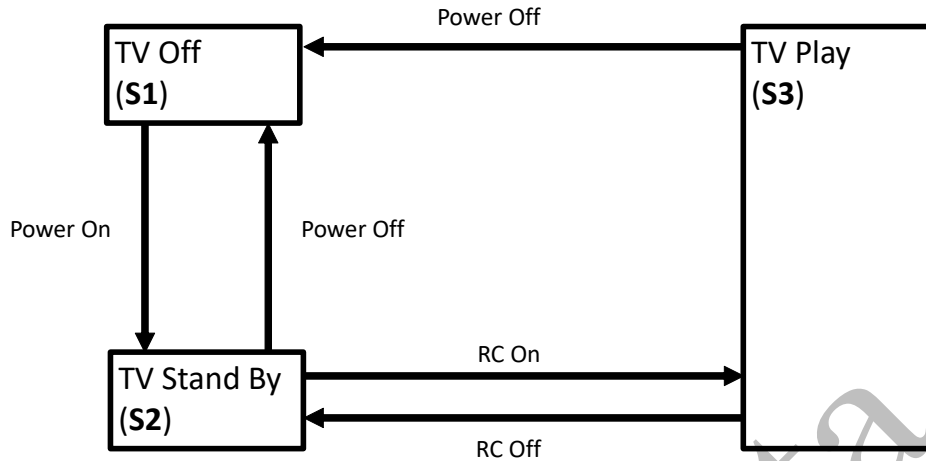 Power Off
TV Off
(S1)
TV Play
(S3)
Power On
Power Off
TV Stand By
(S2)
RC On
RC Off